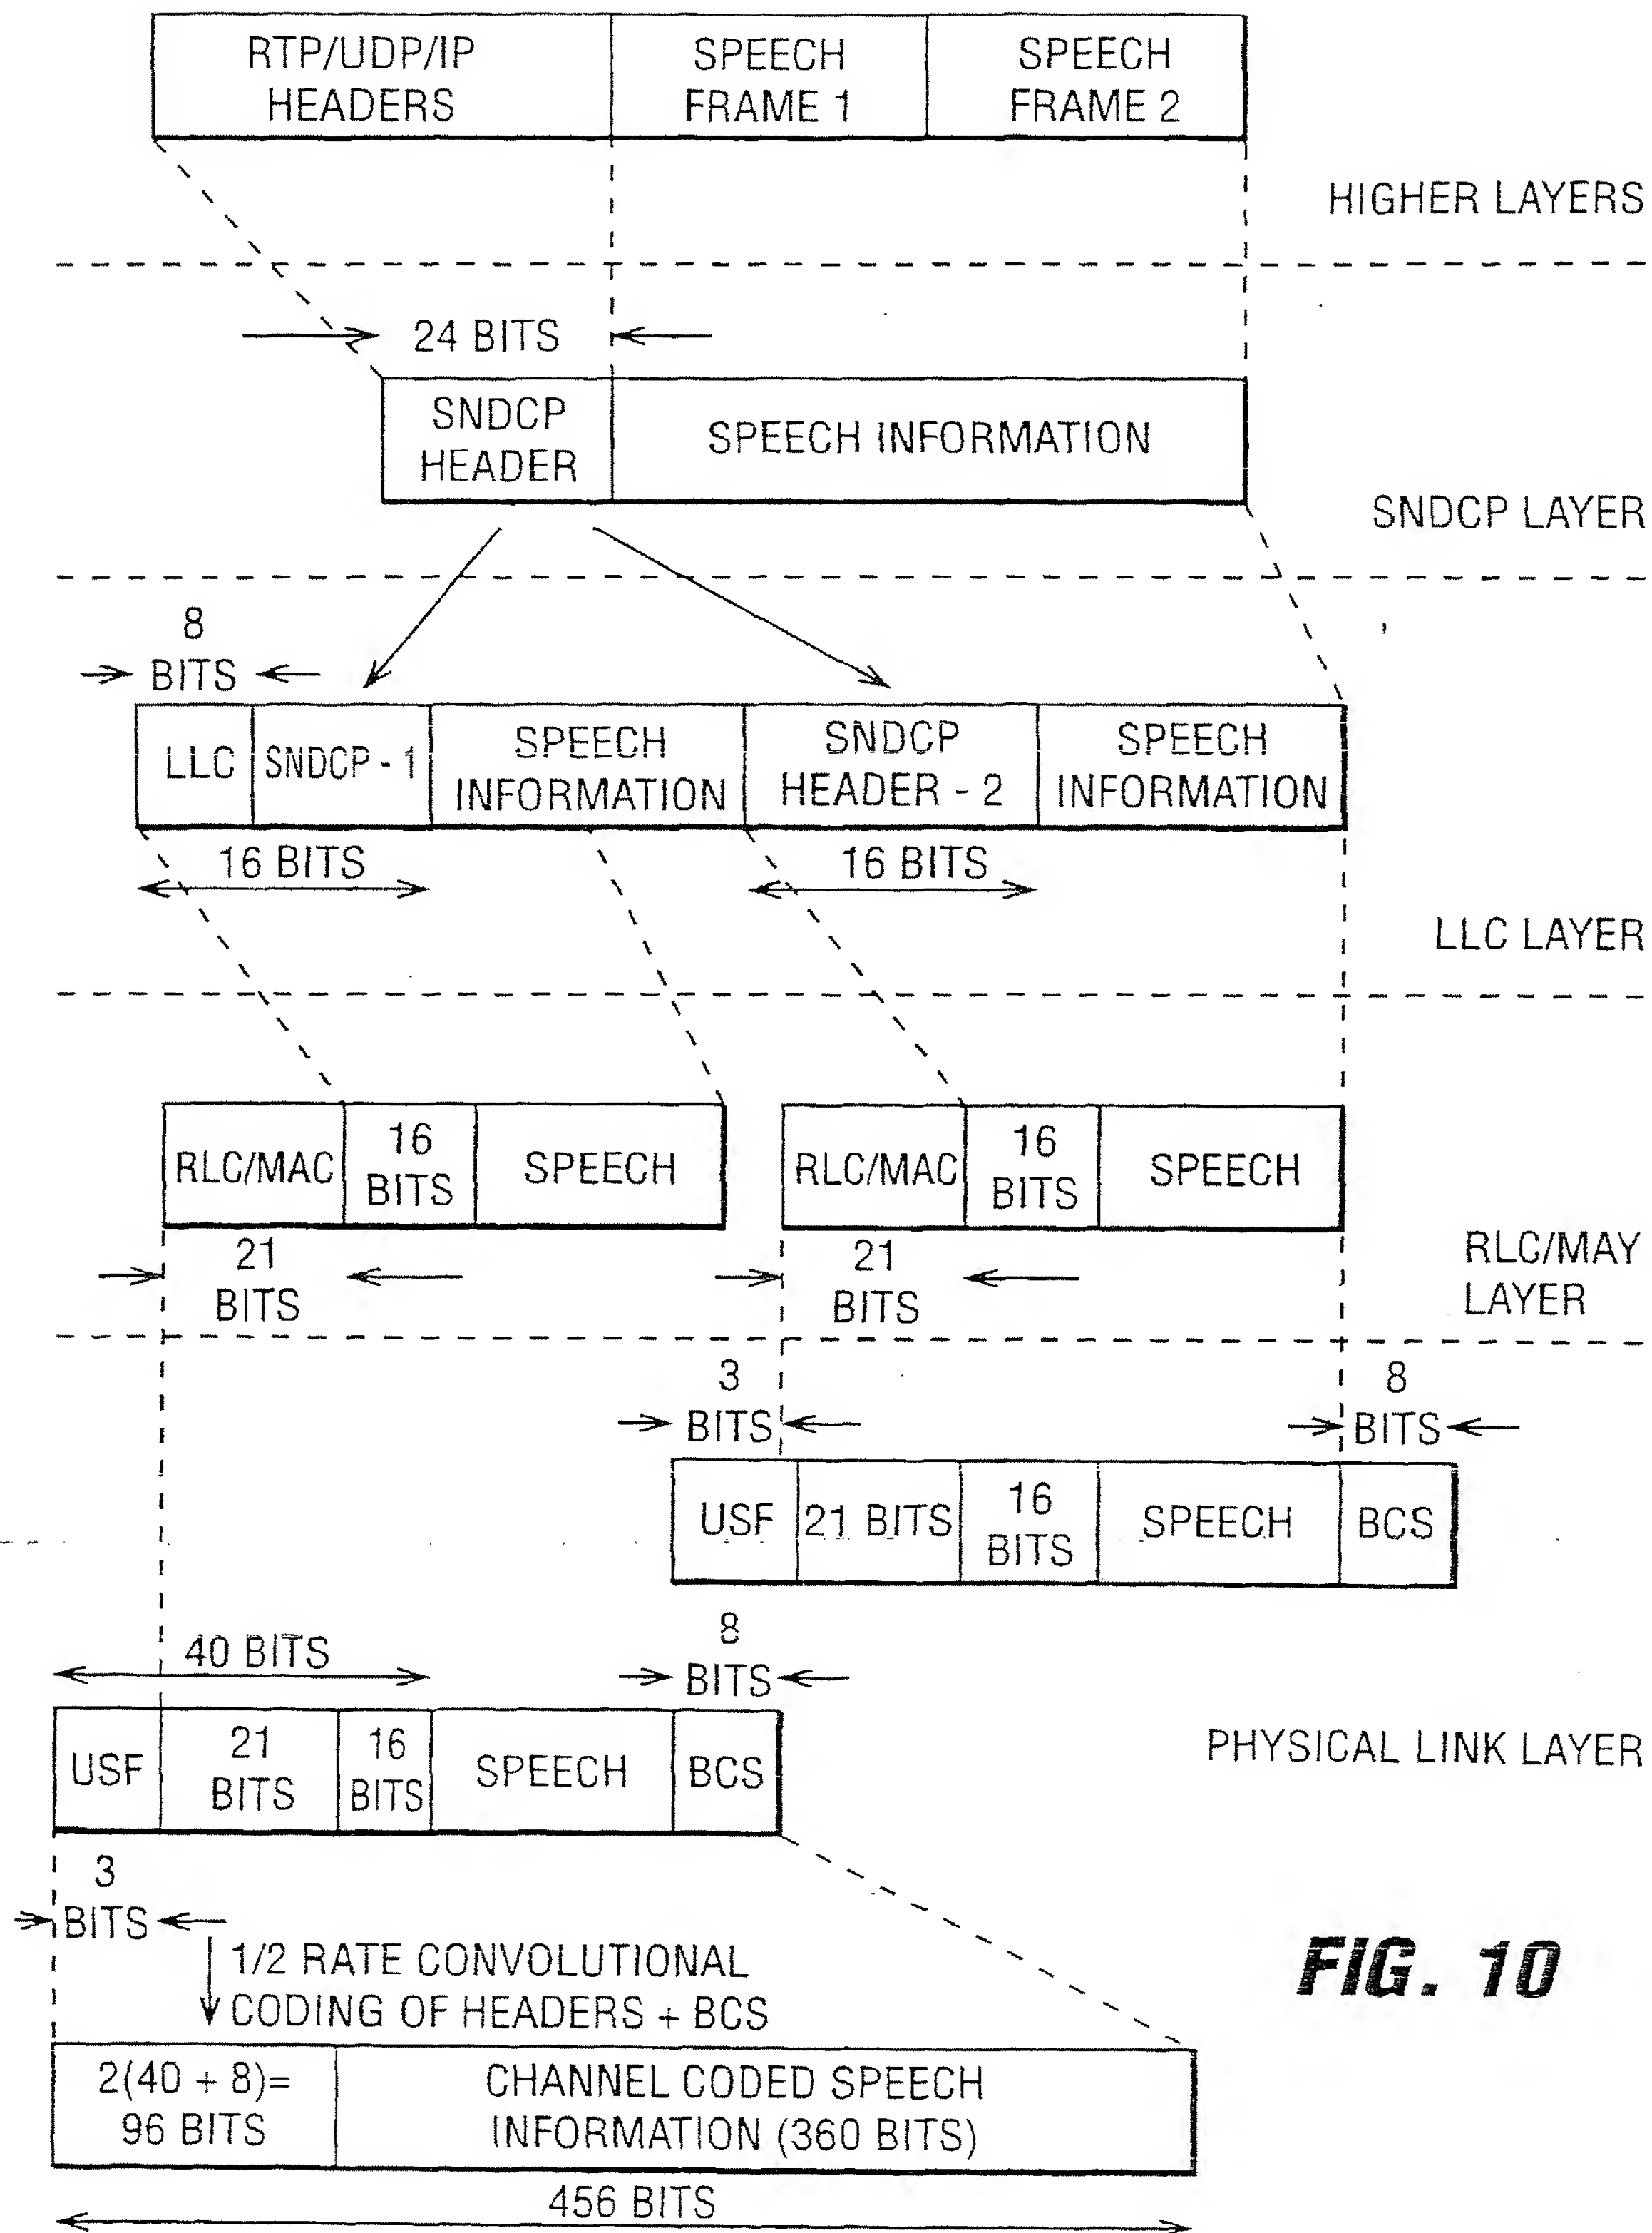 RTP/UDP/IP
HEADERS
SPEECH
FRAME 1
SPEECH
FRAME 2
HIGHER LAYERS
24 BITS
SNDCP
HEADER
SPEECH INFORMATION
SNDCP LAYER
8
BITS
LLC
SNDCP - 1
SPEECH
INFORMATION
SNDCP
HEADER - 2
SPEECH
INFORMATION
16 BITS
16 BITS
LLC LAYER
RLC/MAC
16
BITS
SPEECH
RLC/MAC
16
BITS
SPEECH
21
BITS
21
BITS
RLC/MAY
LAYER
3
BITS
8
BITS
USF
21 BITS
16
BITS
SPEECH
BCS
40 BITS
8
BITS
USF
21
BITS
16
BITS
SPEECH
BCS
PHYSICAL LINK LAYER
3
BITS
1/2 RATE CONVOLUTIONAL
CODING OF HEADERS + BCS
FIG. 10
2(40 + 8)=
96 BITS
CHANNEL CODED SPEECH
INFORMATION (360 BITS)
456 BITS